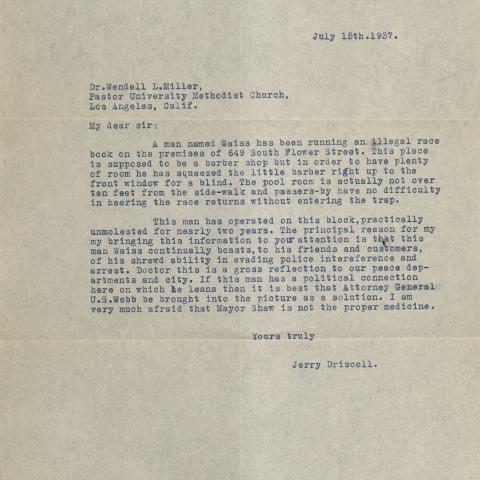 July 15th.1937.
Dr.Wendell L.Miller,
Pastor University Methodist Church,
Los Angeles, Calif.
My dear sir:
A man named Weiss has been running an illegal race
book on the premises of 649 South Flower Street. This place
is supposed to be a barber shop but in order to have plenty
of room he has squeezed the little barber right up to the
front window for a blind. The pool room is actually not over
ten feet from the side-walk and passers-by have no difficulty
in hearing the race returns without entering the trap.
This man has operated on this block,practically
unmolested for nearly two years. The principal reason for my
my bringing this information to your attention is that this
man Weiss continually boasts,to his friends and customers,
of his shrewd ability in evading police intereference and
arrest. Doctor this is a gross reflection to our peace dep-
artments and city. If this man has a political connection
here on which he leans then it is best that Attorney General
U.S.Webb be brought into the picture as a solution. I am
very much afraid that Mayor Shaw is not the proper medicine.
Yours truly
Jerry Driscoll.